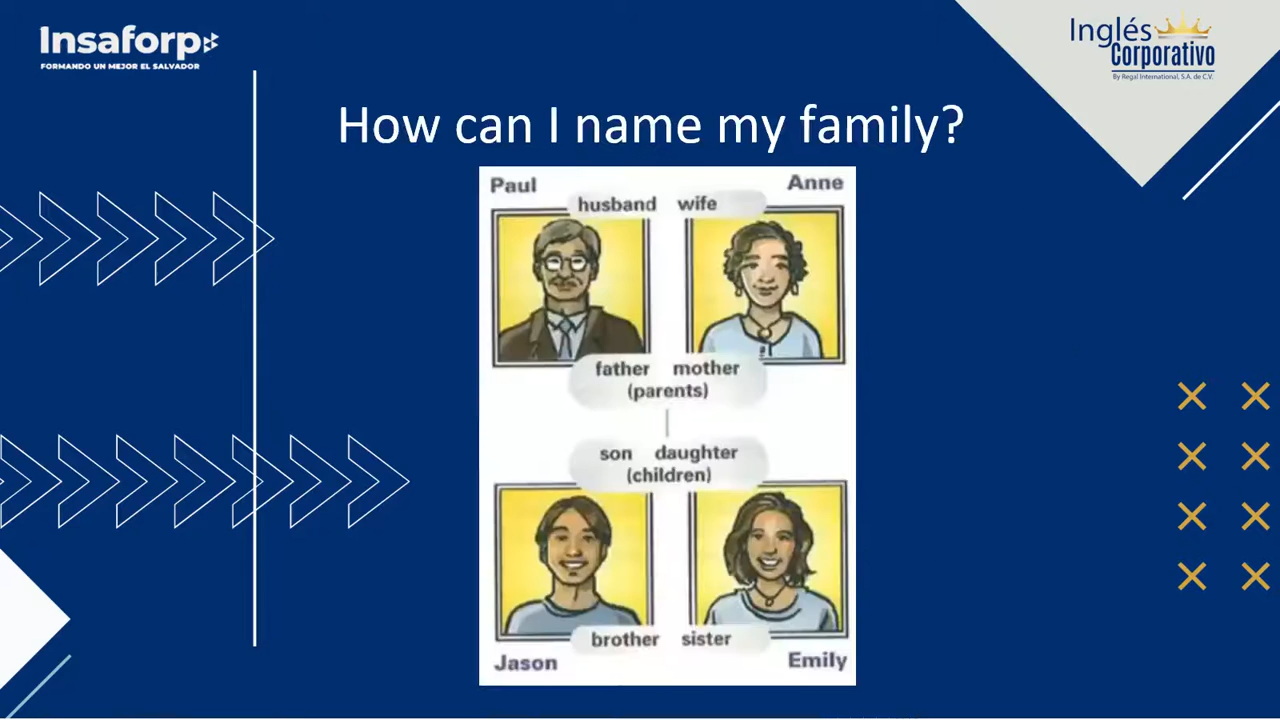 Insaforp
FORMANDO UN MEJOR EL SALVADOR
Inglés
Corporativo
By Regal International, S.A. de C.V.
How can I name my family?
Paul Anne
husband wife
father mother
(parents)
son daughter
(children)
brother sister
Jason Emily